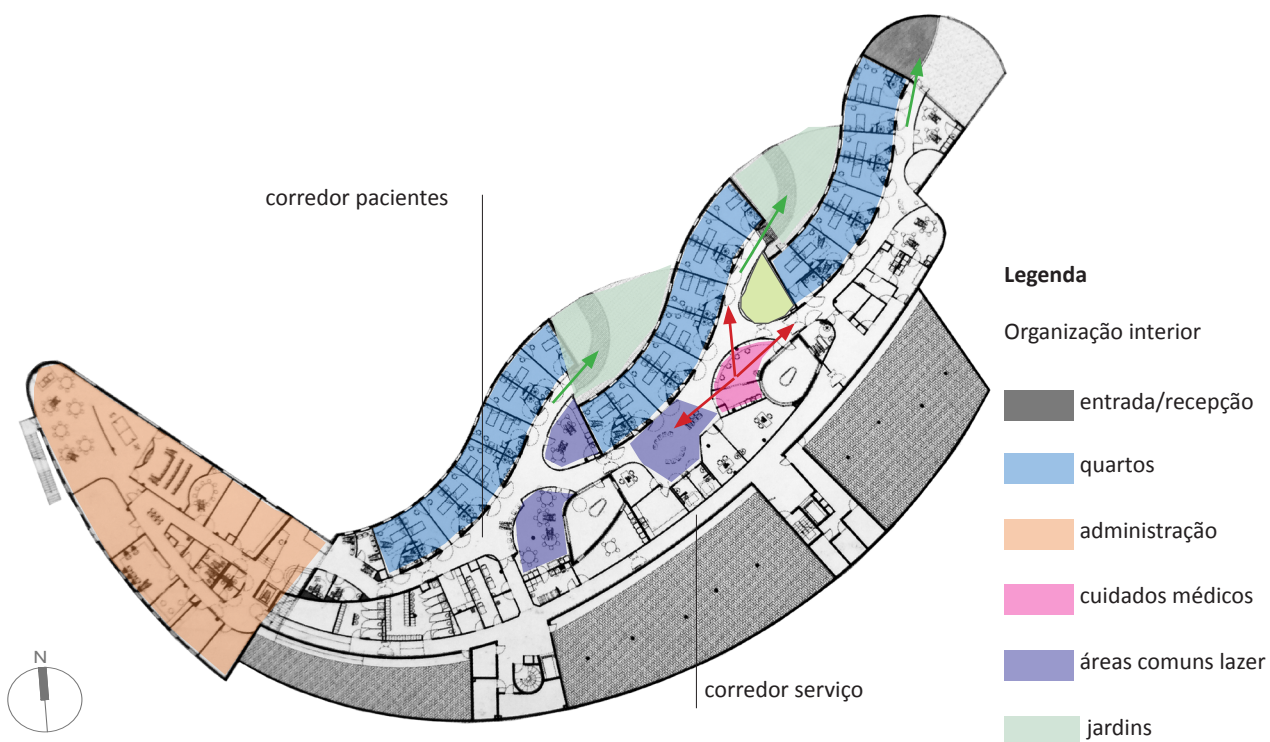 corredor pacientes
Legenda
Organização interior
entrada/recepção
quartos
administração
cuidados médicos
áreas comuns lazer
jardins
corredor serviço
N